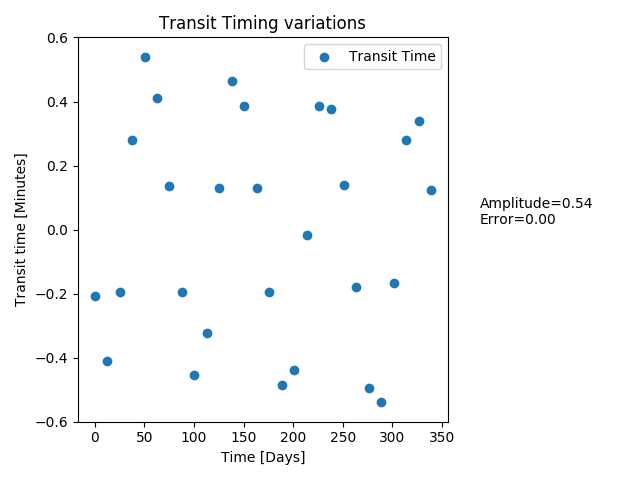 Transit Timing variations
Transit Time
0.6
0.4
0.2
0.0
−0.2
−0.4
−0.6
Transit time [Minutes]
Amplitude=0.54
Error=0.00
0
50
100
150
200
250
300
350
Time [Days]